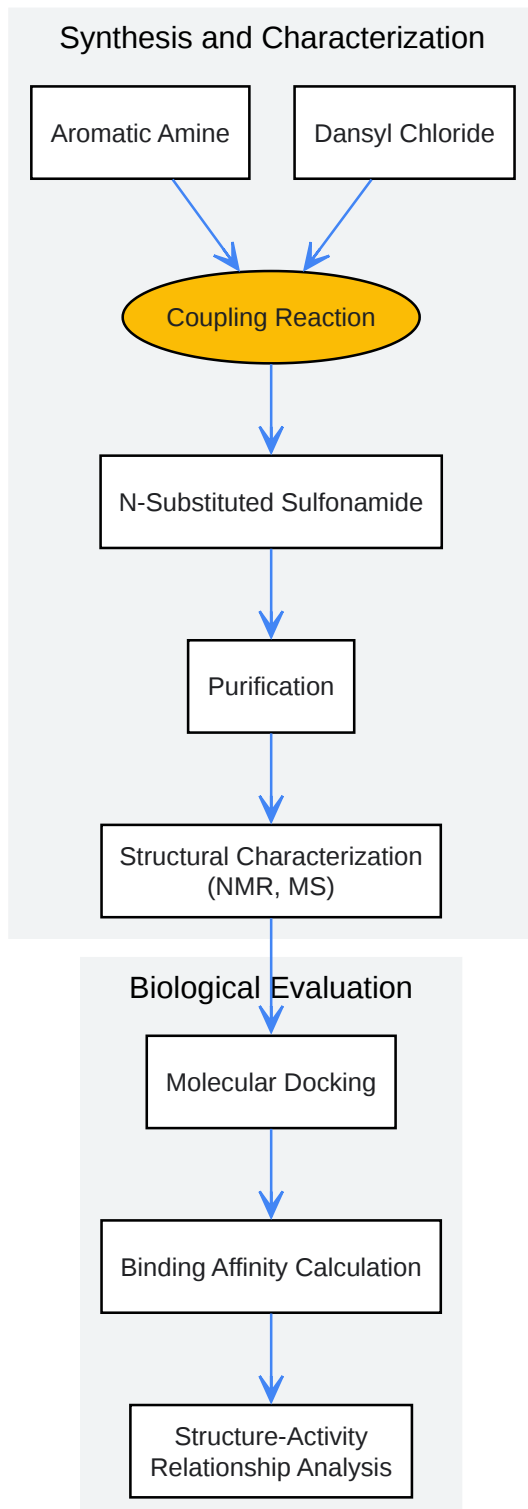 Synthesis and Characterization
Aromatic Amine
Dansyl Chloride
Coupling Reaction
N-Substituted Sulfonamide
Purification
Structural Characterization
(NMR, MS)
Biological Evaluation
Molecular Docking
Binding Affinity Calculation
Structure-Activity
Relationship Analysis